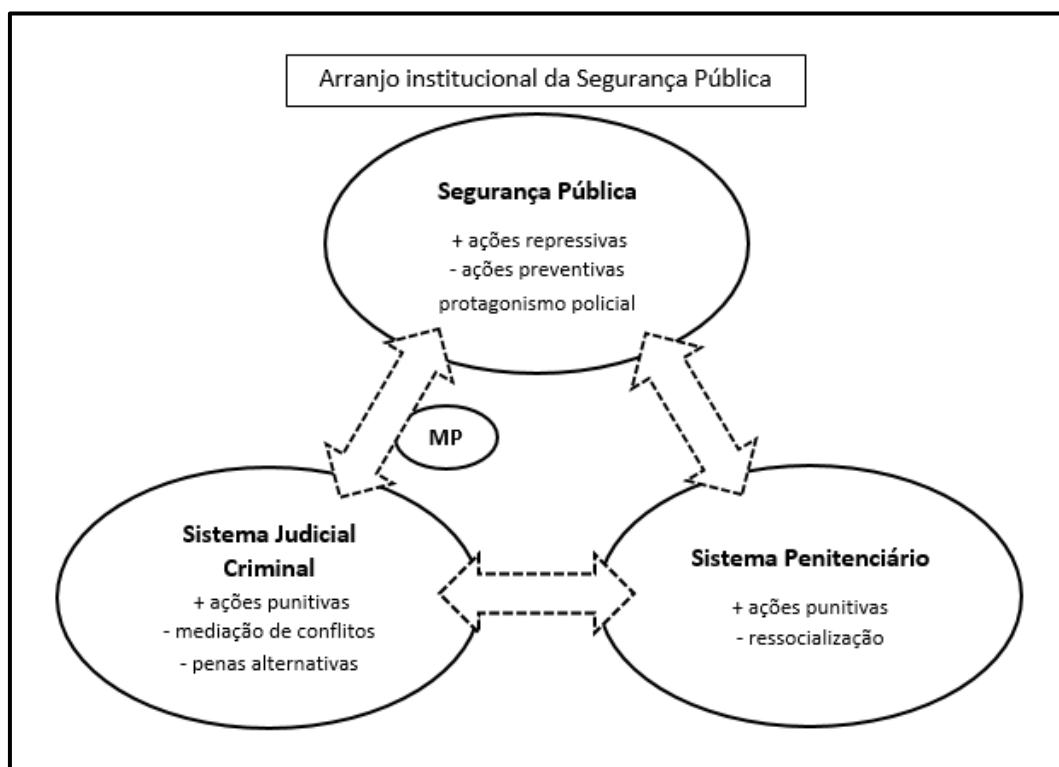 Arranjo institucional da Segurança Pública
Segurança Pública
+ ações repressivas
- ações preventivas
protagonismo policial
MP
Sistema Judicial
Criminal
+ ações punitivas
- mediação de conflitos
- penas alternativas
Sistema Penitenciário
+ ações punitivas
- ressocialização